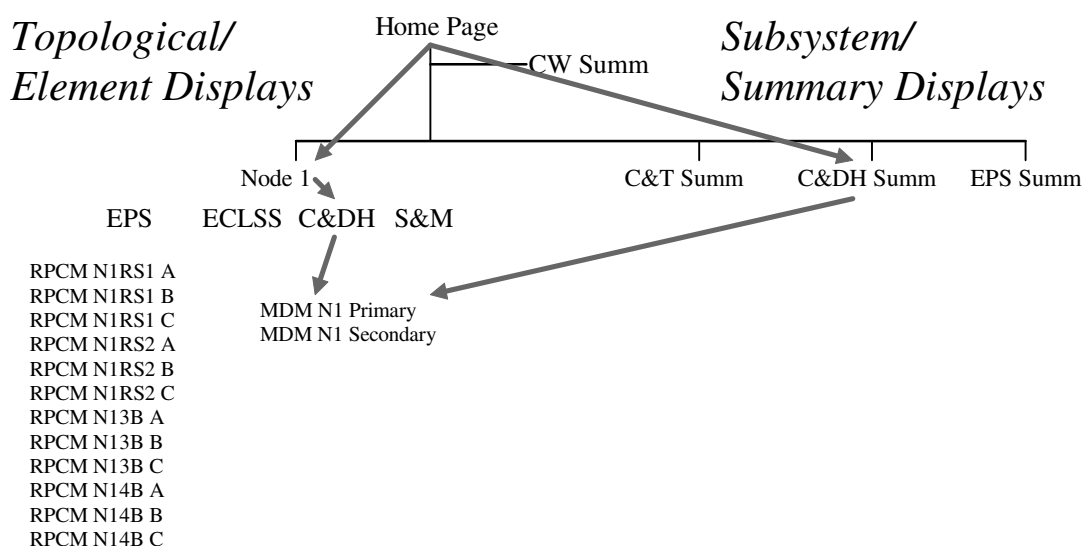 Topological/
Element Displays
Home Page
CW Summ
Subsystem/
Summary Displays
Node 1
C&T Summ
C&DH Summ
EPS Summ
EPS
ECLSS
C&DH
S&M
RPCM N1RS1 A
RPCM N1RS1 B
RPCM N1RS1 C
RPCM N1RS2 A
RPCM N1RS2 B
RPCM N1RS2 C
RPCM N13B A
RPCM N13B B
RPCM N13B C
RPCM N14B A
RPCM N14B B
RPCM N14B C
MDM N1 Primary
MDM N1 Secondary